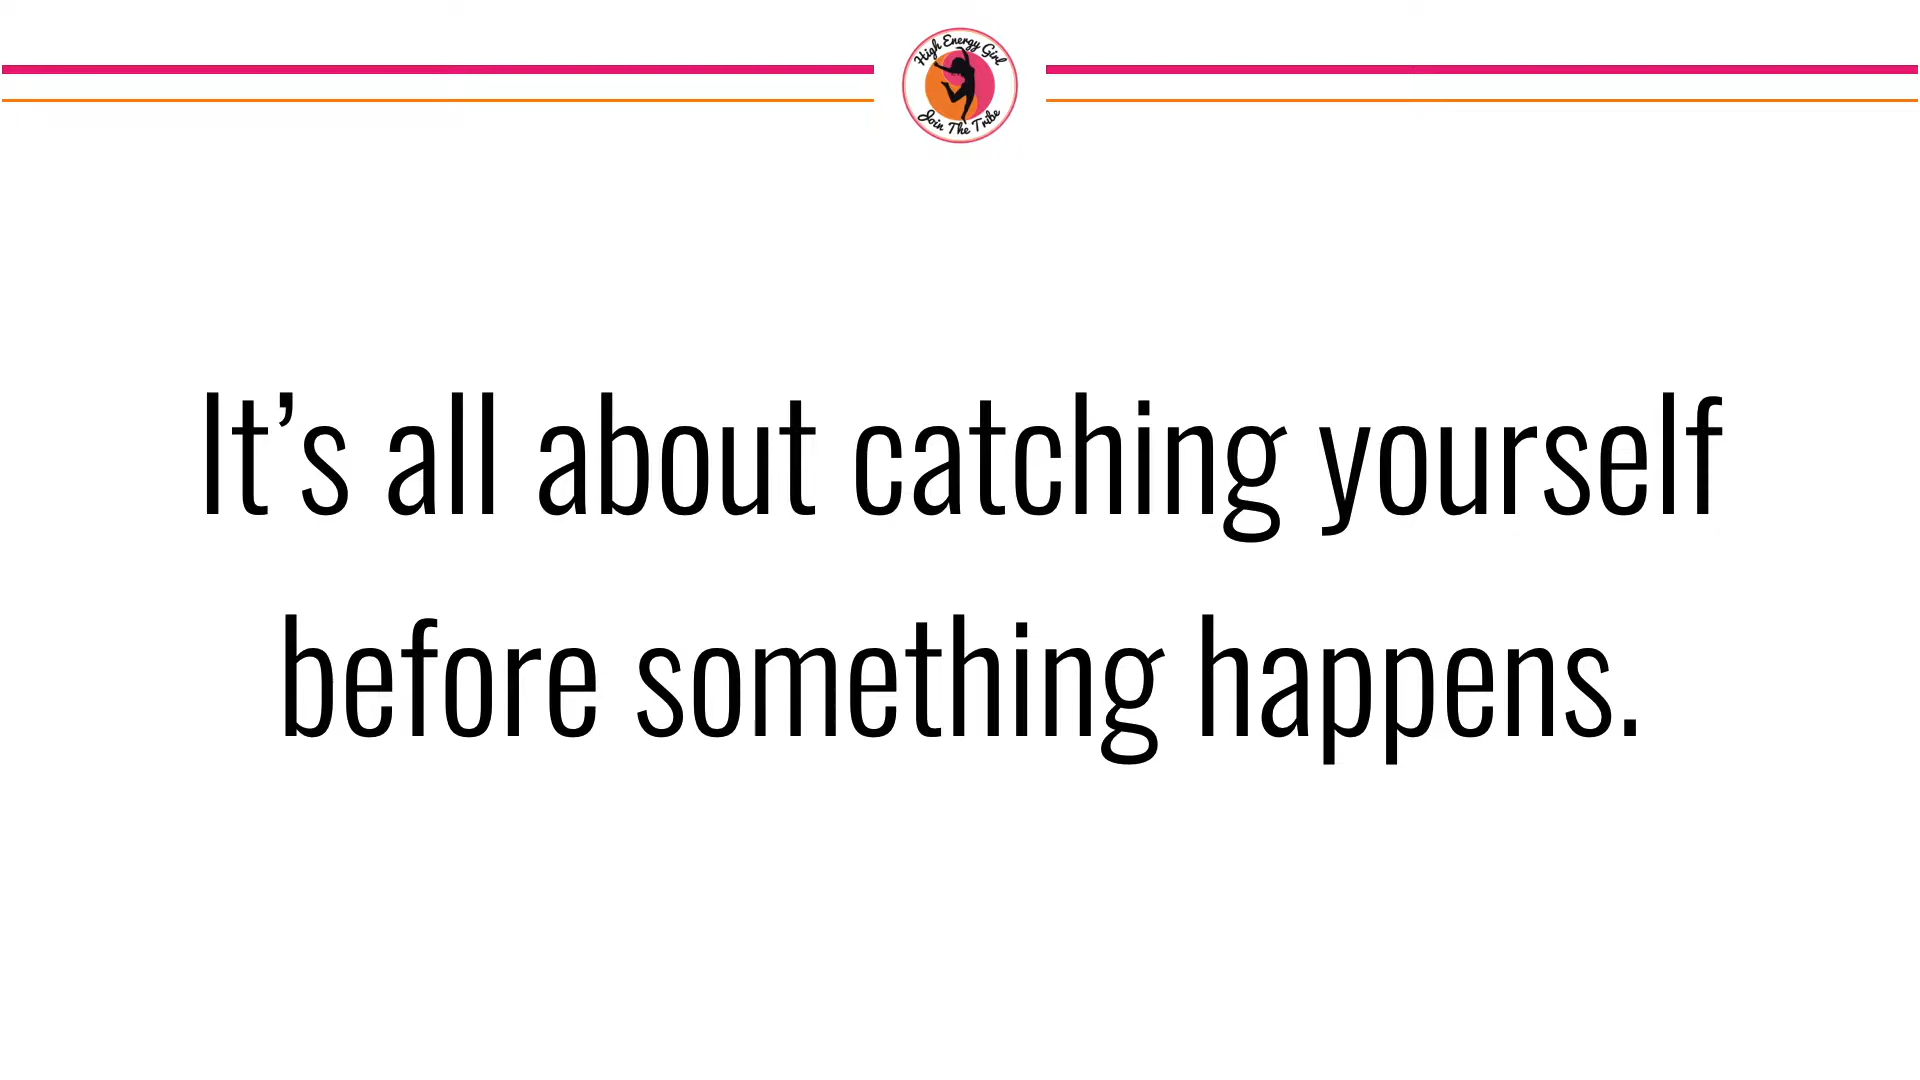 High Energy Girl
Join The Tribe
It’s all about catching yourself
before something happens.